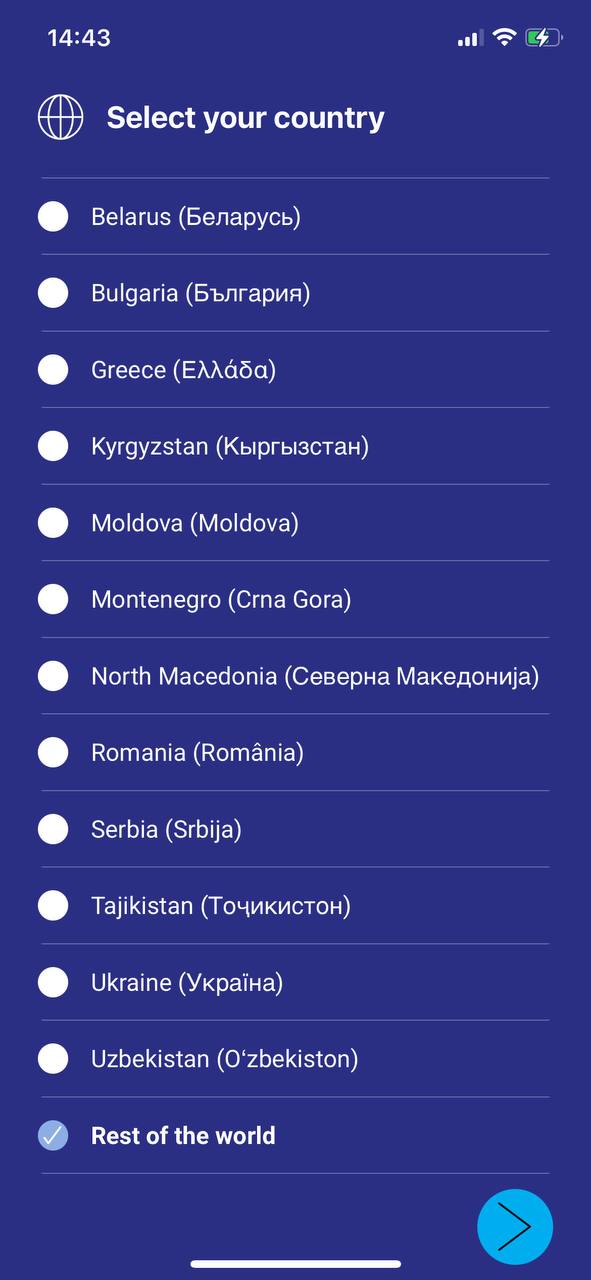 14:43
Select your country
Belarus (Беларусь)
Bulgaria (България)
Greece (Ελλάδα)
Kyrgyzstan (Кыргызстан)
Moldova (Moldova)
Montenegro (Crna Gora)
North Macedonia (Северна Македонија)
Romania (România)
Serbia (Srbija)
Tajikistan (Тоҷикистон)
Ukraine (Україна)
Uzbekistan (Oʻzbekiston)
Rest of the world